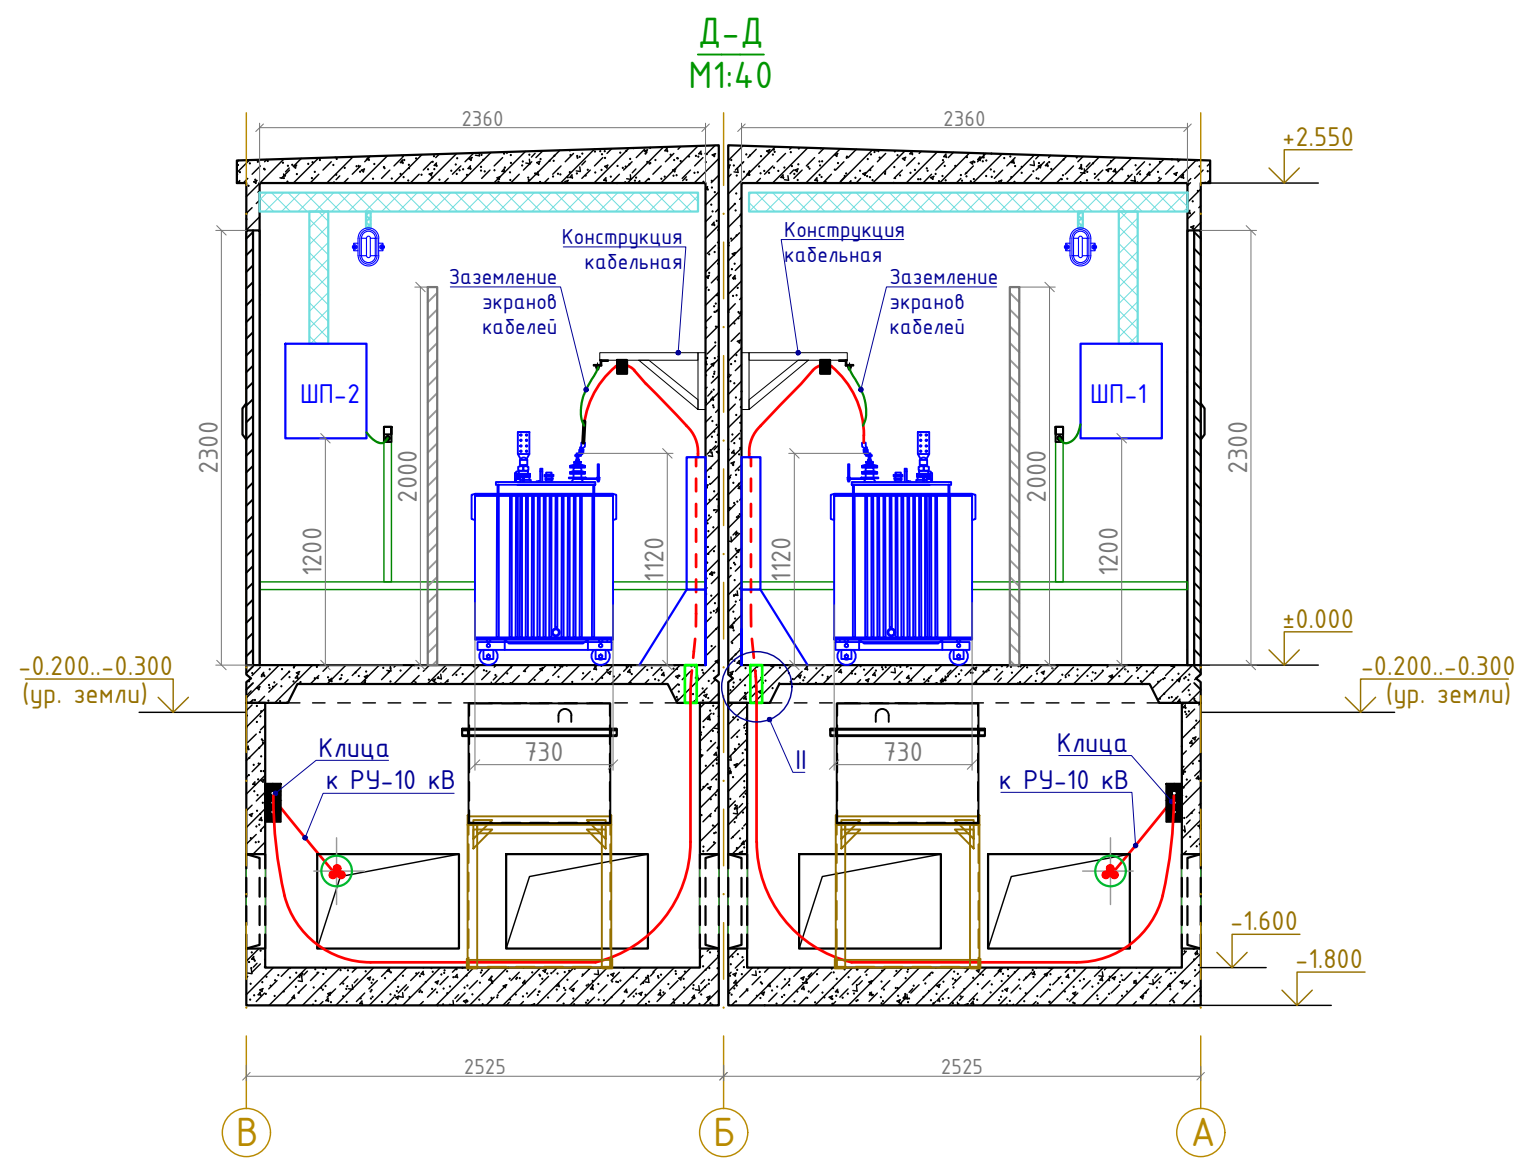 Д-Д
М1:40
2360
2360
+2.550
Конструкция
кабельная
Конструкция
кабельная
Заземление
экранов
кабелей
Заземление
экранов
кабелей
ШП-2
ШП-1
2300
2000
1200
1120
1120
2000
1200
2300
±0.000
-0.200..-0.300
(ур. земли)
-0.200..-0.300
(ур. земли)
Клица
к РУ-10 кВ
730
II
730
Клица
к РУ-10 кВ
-1.600
-1.800
2525
2525
В
Б
А